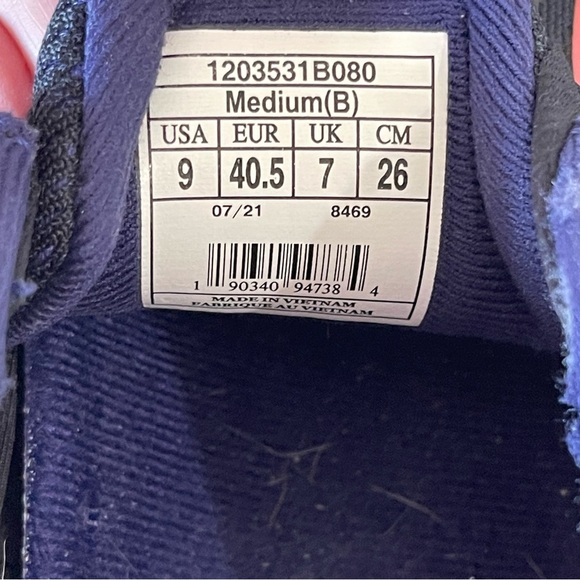 1203531B080
Medium(B)
USA EUR UK CM
9 40.5 7 26
07/21 8469
1 90340 94738 4
MADE IN VIETNAM
FABRIQUE AU VIETNAM